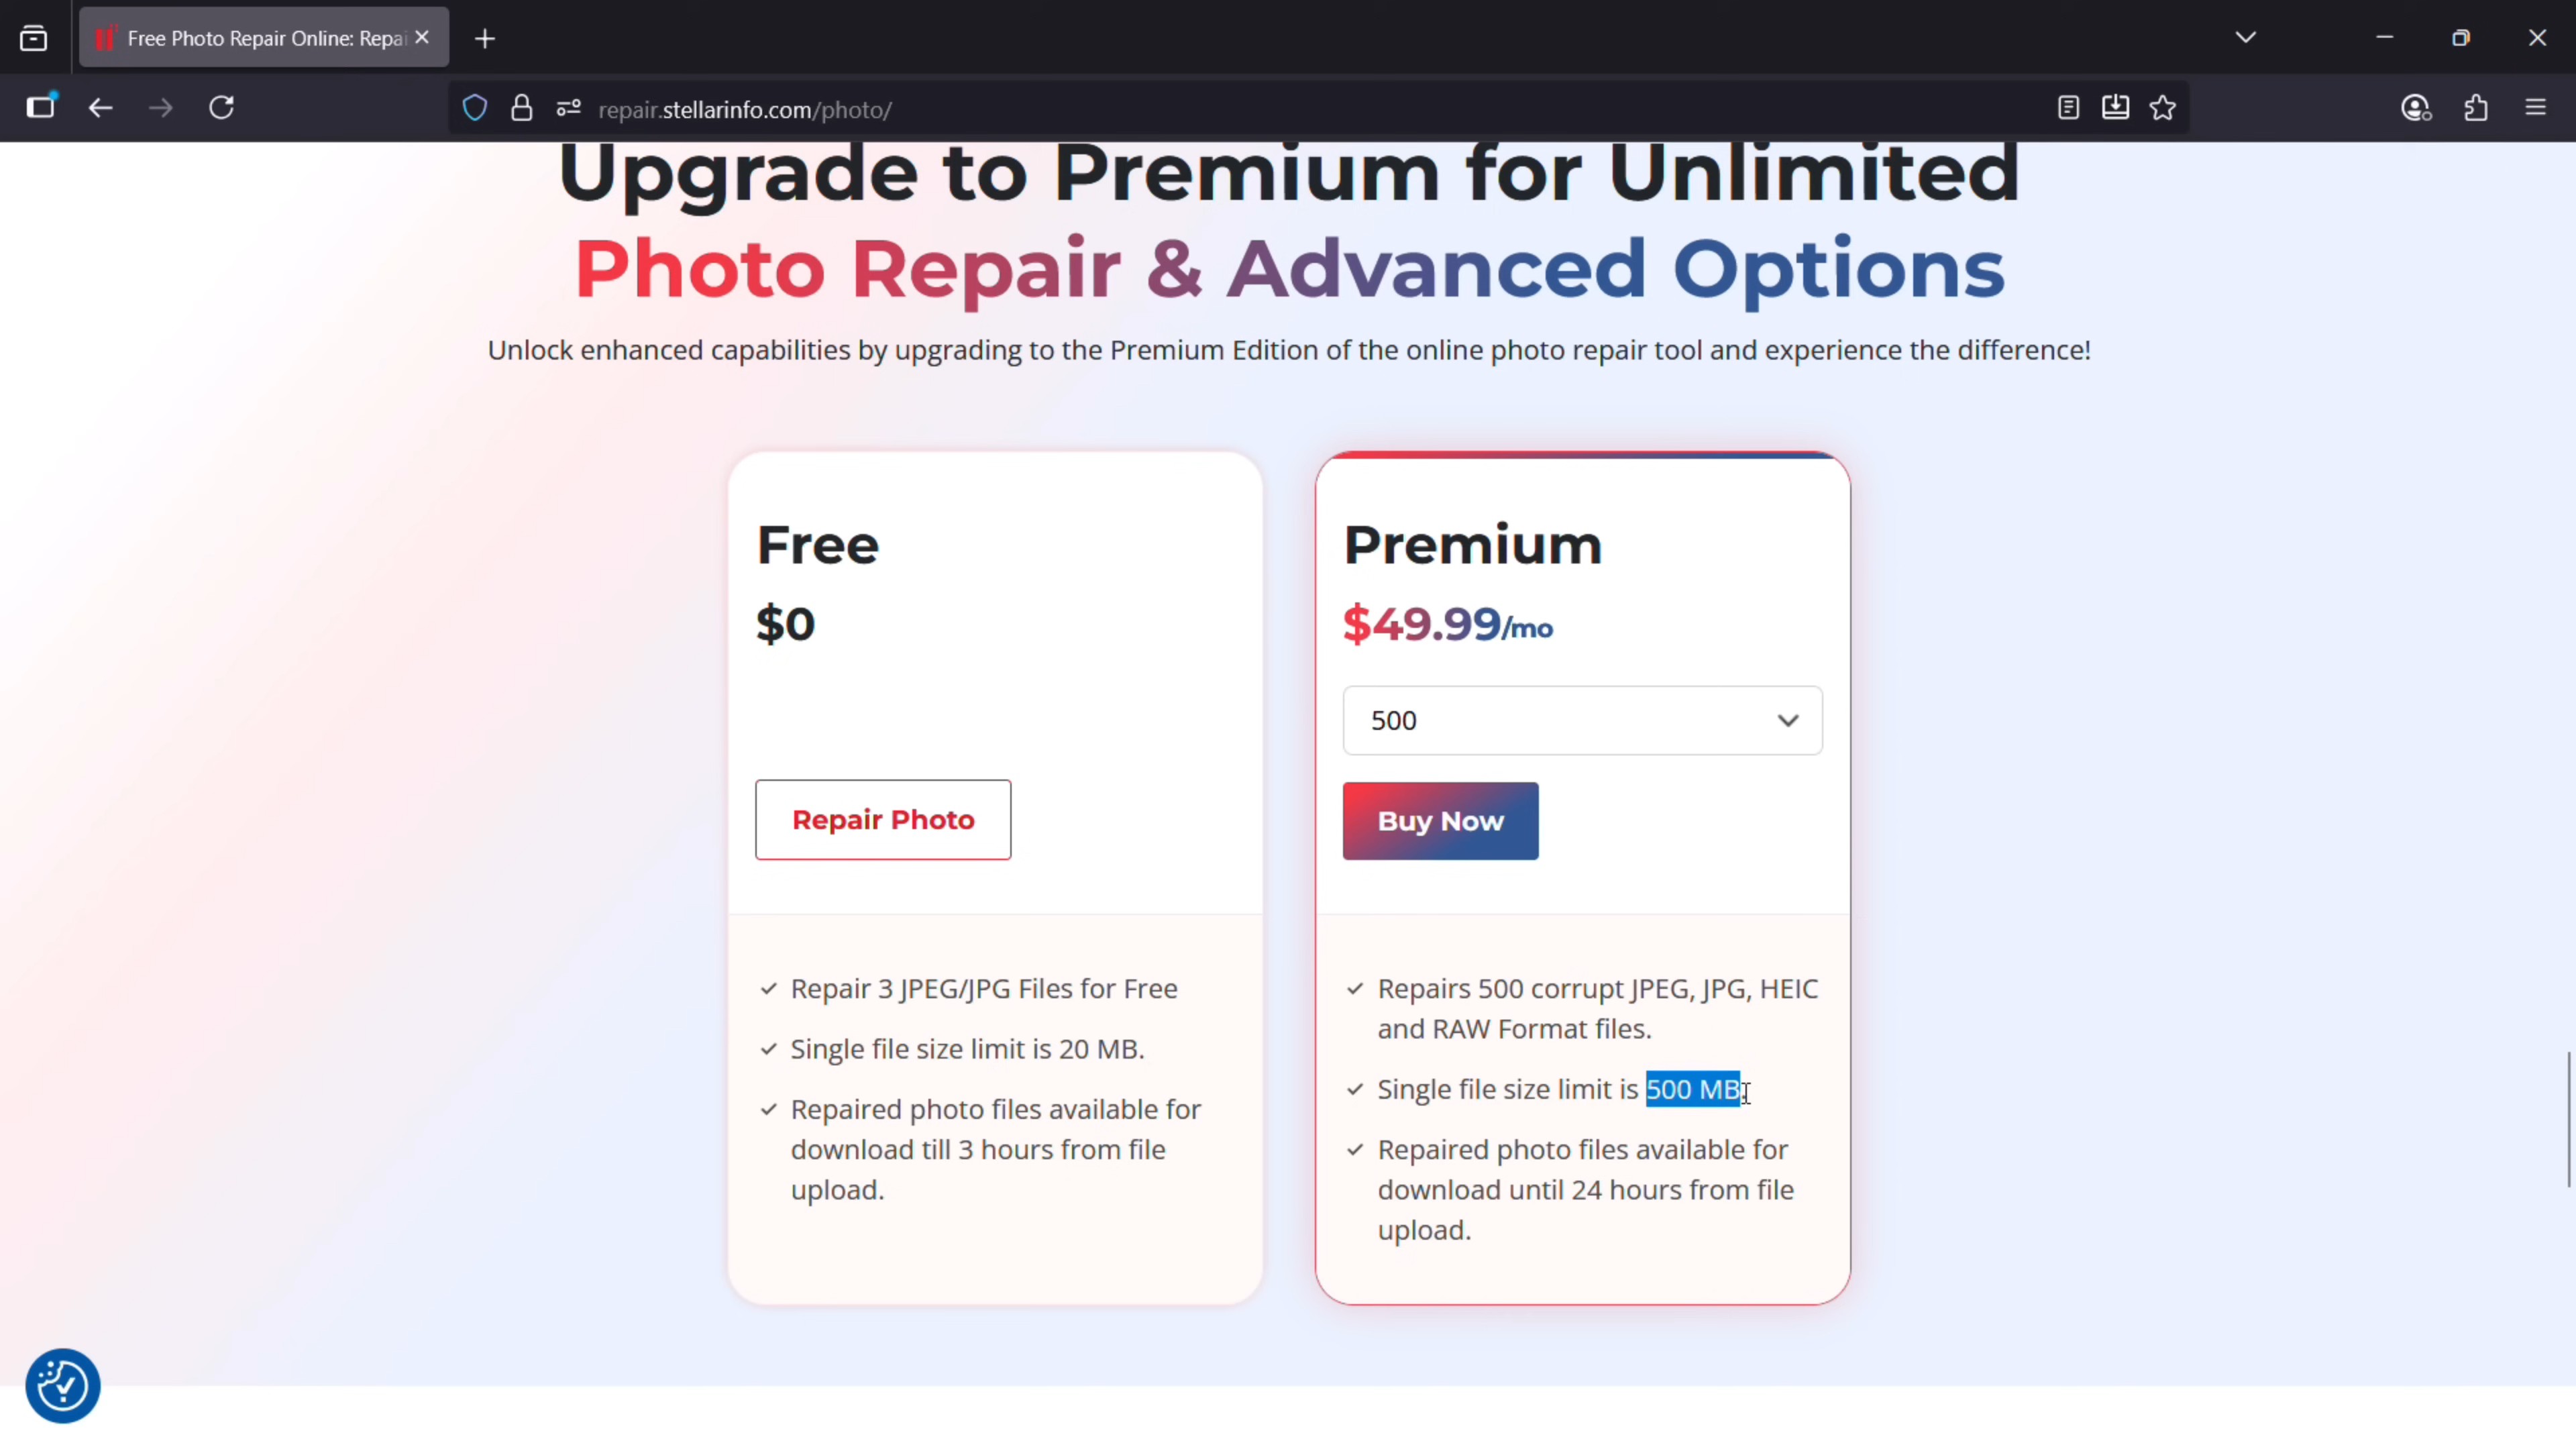 Free Photo Repair Online: Repai
repair.stellarinfo.com/photo/
Upgrade to Premium for Unlimited
Photo Repair & Advanced Options
Unlock enhanced capabilities by upgrading to the Premium Edition of the online photo repair tool and experience the difference!
Free
$0
Repair Photo
Repair 3 JPEG/JPG Files for Free
Single file size limit is 20 MB.
Repaired photo files available for
download till 3 hours from file
upload.
Premium
$49.99/mo
500
Buy Now
Repairs 500 corrupt JPEG, JPG, HEIC
and RAW Format files.
Single file size limit is 500 MB.
Repaired photo files available for
download until 24 hours from file
upload.